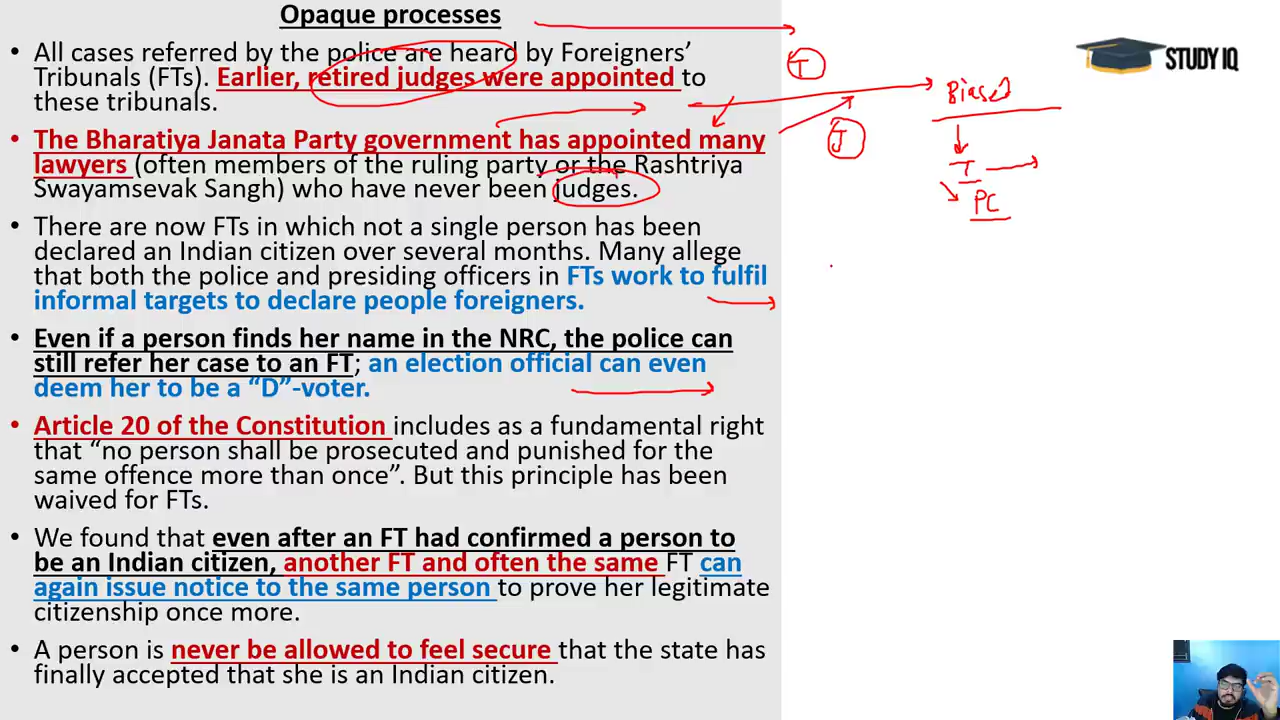 Opaque processes
• All cases referred by the police are heard by Foreigners'
Tribunals (FTs). Earlier, retired judges were appointed to
these tribunals.
• The Bharatiya Janata Party government has appointed many
lawyers (often members of the ruling party or the Rashtriya
Swayamsevak Sangh) who have never been judges.
• There are now FTs in which not a single person has been
declared an Indian citizen over several months. Many allege
that both the police and presiding officers in FTs work to fulfil
informal targets to declare people foreigners.
• Even if a person finds her name in the NRC, the police can
still refer her case to an FT; an election official can even
deem her to be a “D”-voter.
• Article 20 of the Constitution includes as a fundamental right
that “no person shall be prosecuted and punished for the
same offence more than once”. But this principle has been
waived for FTs.
• We found that even after an FT had confirmed a person to
be an Indian citizen, another FT and often the same FT can
again issue notice to the same person to prove her legitimate
citizenship once more.
• A person is never be allowed to feel secure that the state has
finally accepted that she is an Indian citizen.
T
J
Biased
T
PC
STUDY IQ